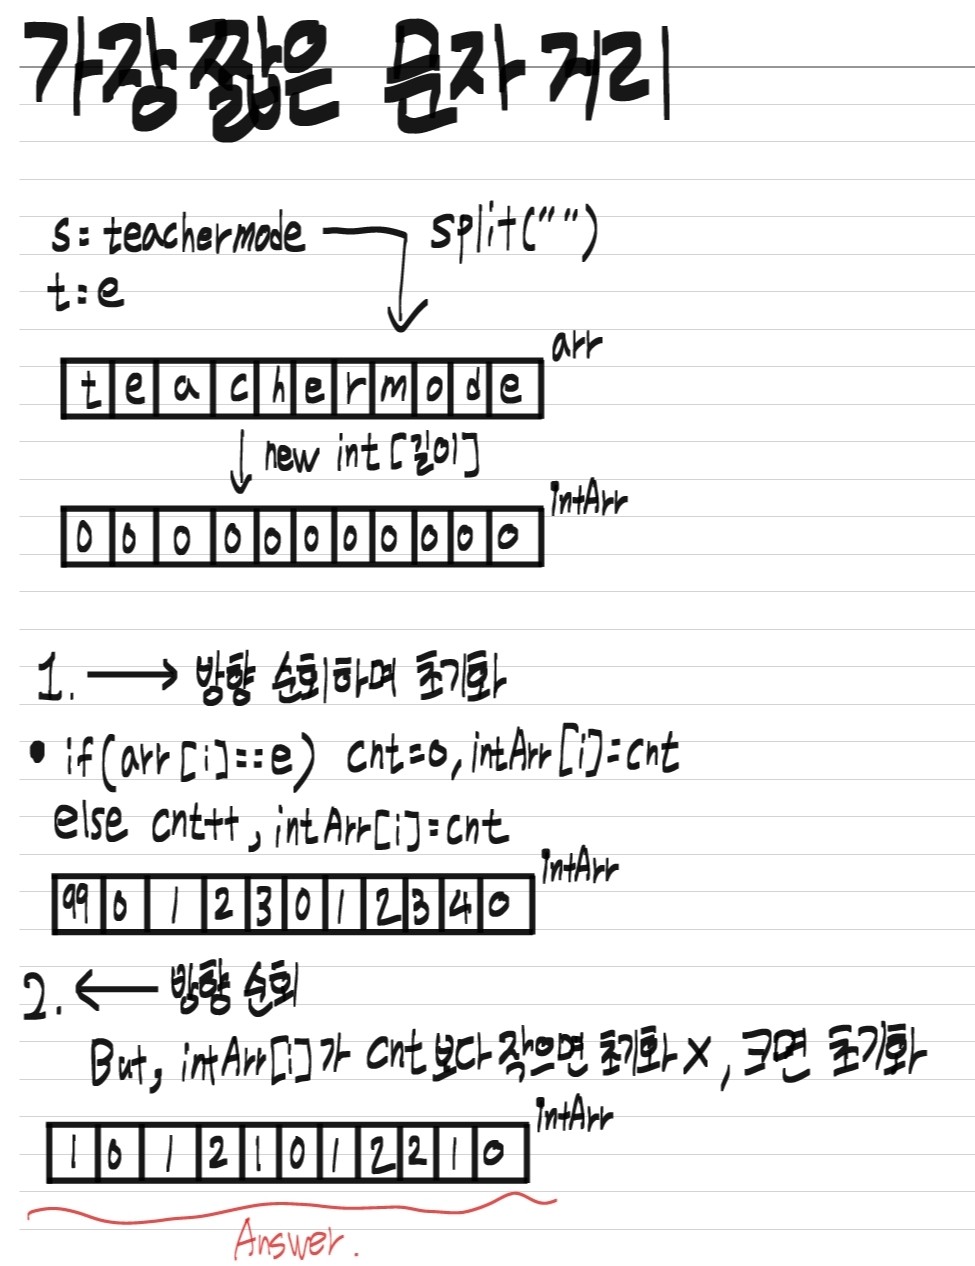 가장 짧은 문자거리
s = teachermode split("")
t = e
arr
t e a c h e r m o d e
new int [길이]
intArr
0 0 0 0 0 0 0 0 0 0 0
1. → 방향 순회하며 초기화
• if(arr[i]==e) cnt=0, intArr[i]=cnt
else cnt++, intArr[i]=cnt
intArr
99 0 1 2 3 0 1 2 3 4 0
2. ← 방향 순회
But, intArr[i]가 cnt보다 작으면 초기화 X, 크면 초기화
intArr
1 0 1 2 1 0 1 2 2 1 0
Answer.